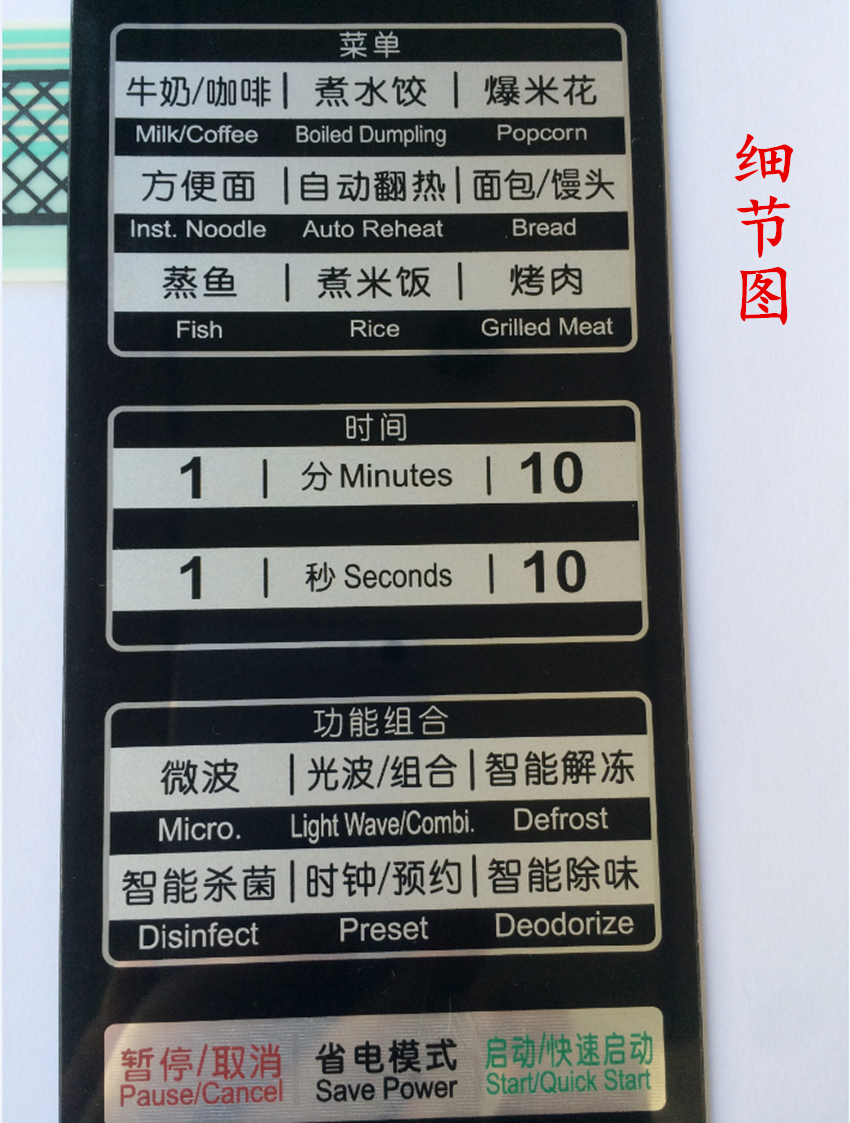 菜单
牛奶/咖啡 | 煮水饺 | 爆米花
Milk/Coffee Boiled Dumpling Popcorn
方便面 | 自动翻热 | 面包/馒头
Inst. Noodle Auto Reheat Bread
蒸鱼 | 煮米饭 | 烤肉
Fish Rice Grilled Meat
时间
1 | 分 Minutes | 10
1 | 秒 Seconds | 10
功能组合
微波 | 光波/组合 | 智能解冻
Micro. Light Wave/Combi. Defrost
智能杀菌 | 时钟/预约 | 智能除味
Disinfect Preset Deodorize
暂停/取消 省电模式 启动/快速启动
Pause/Cancel Save Power Start/Quick Start
细节图